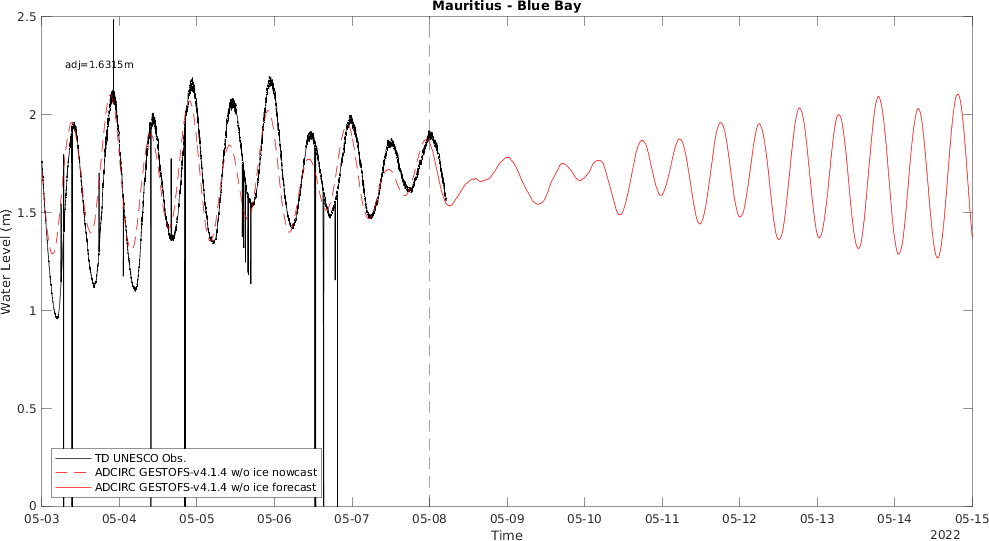 Mauritius - Blue Bay
2.5
2
1.5
1
0.5
0
Water Level (m)
adj=1.6315m
TD UNESCO Obs.
ADCIRC GESTOFS-v4.1.4 w/o ice nowcast
ADCIRC GESTOFS-v4.1.4 w/o ice forecast
05-03 05-04 05-05 05-06 05-07 05-08 05-09 05-10 05-11 05-12 05-13 05-14 05-15
Time
2022